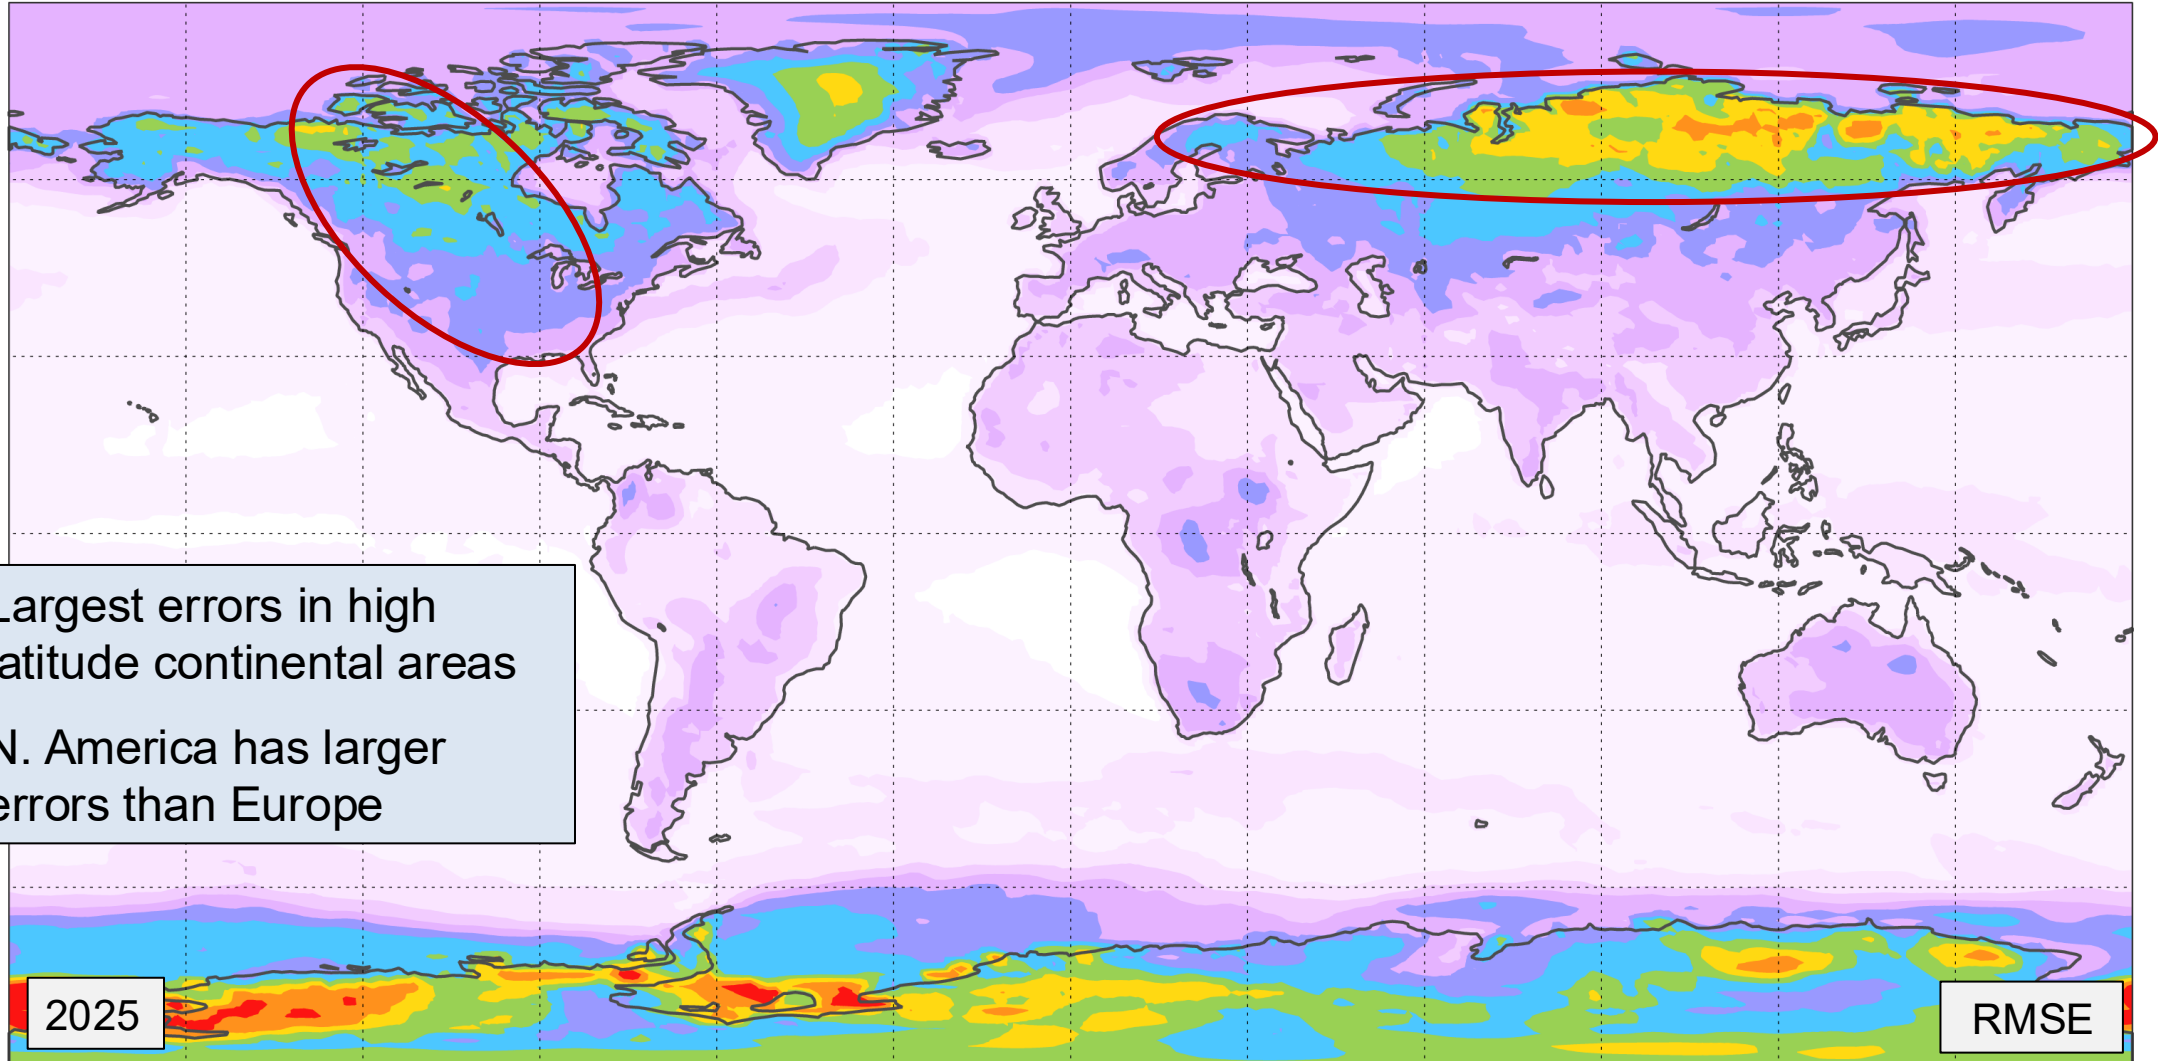 Largest errors in high
atitude continental areas
N. America has larger
errors than Europe
2025
RMSE